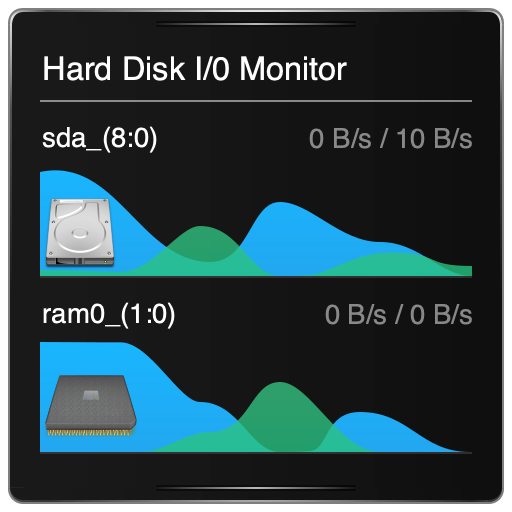 Hard Disk I/0 Monitor
sda_(8:0) 0 B/s / 10 B/s
ram0_(1:0) 0 B/s / 0 B/s